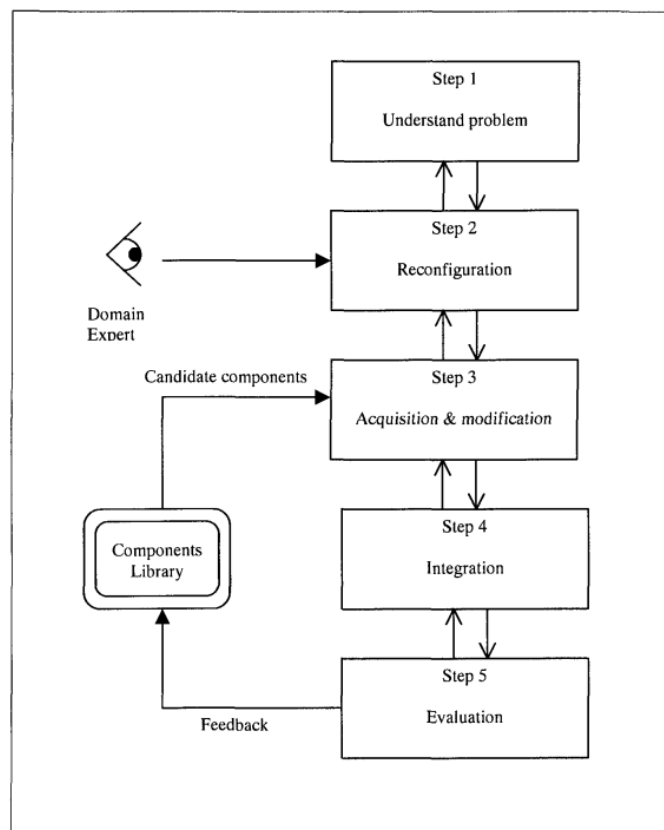 Step 1
Understand problem
Step 2
Reconfiguration
Domain
Expert
Candidate components
Step 3
Acquisition & modification
Components
Library
Step 4
Integration
Step 5
Evaluation
Feedback